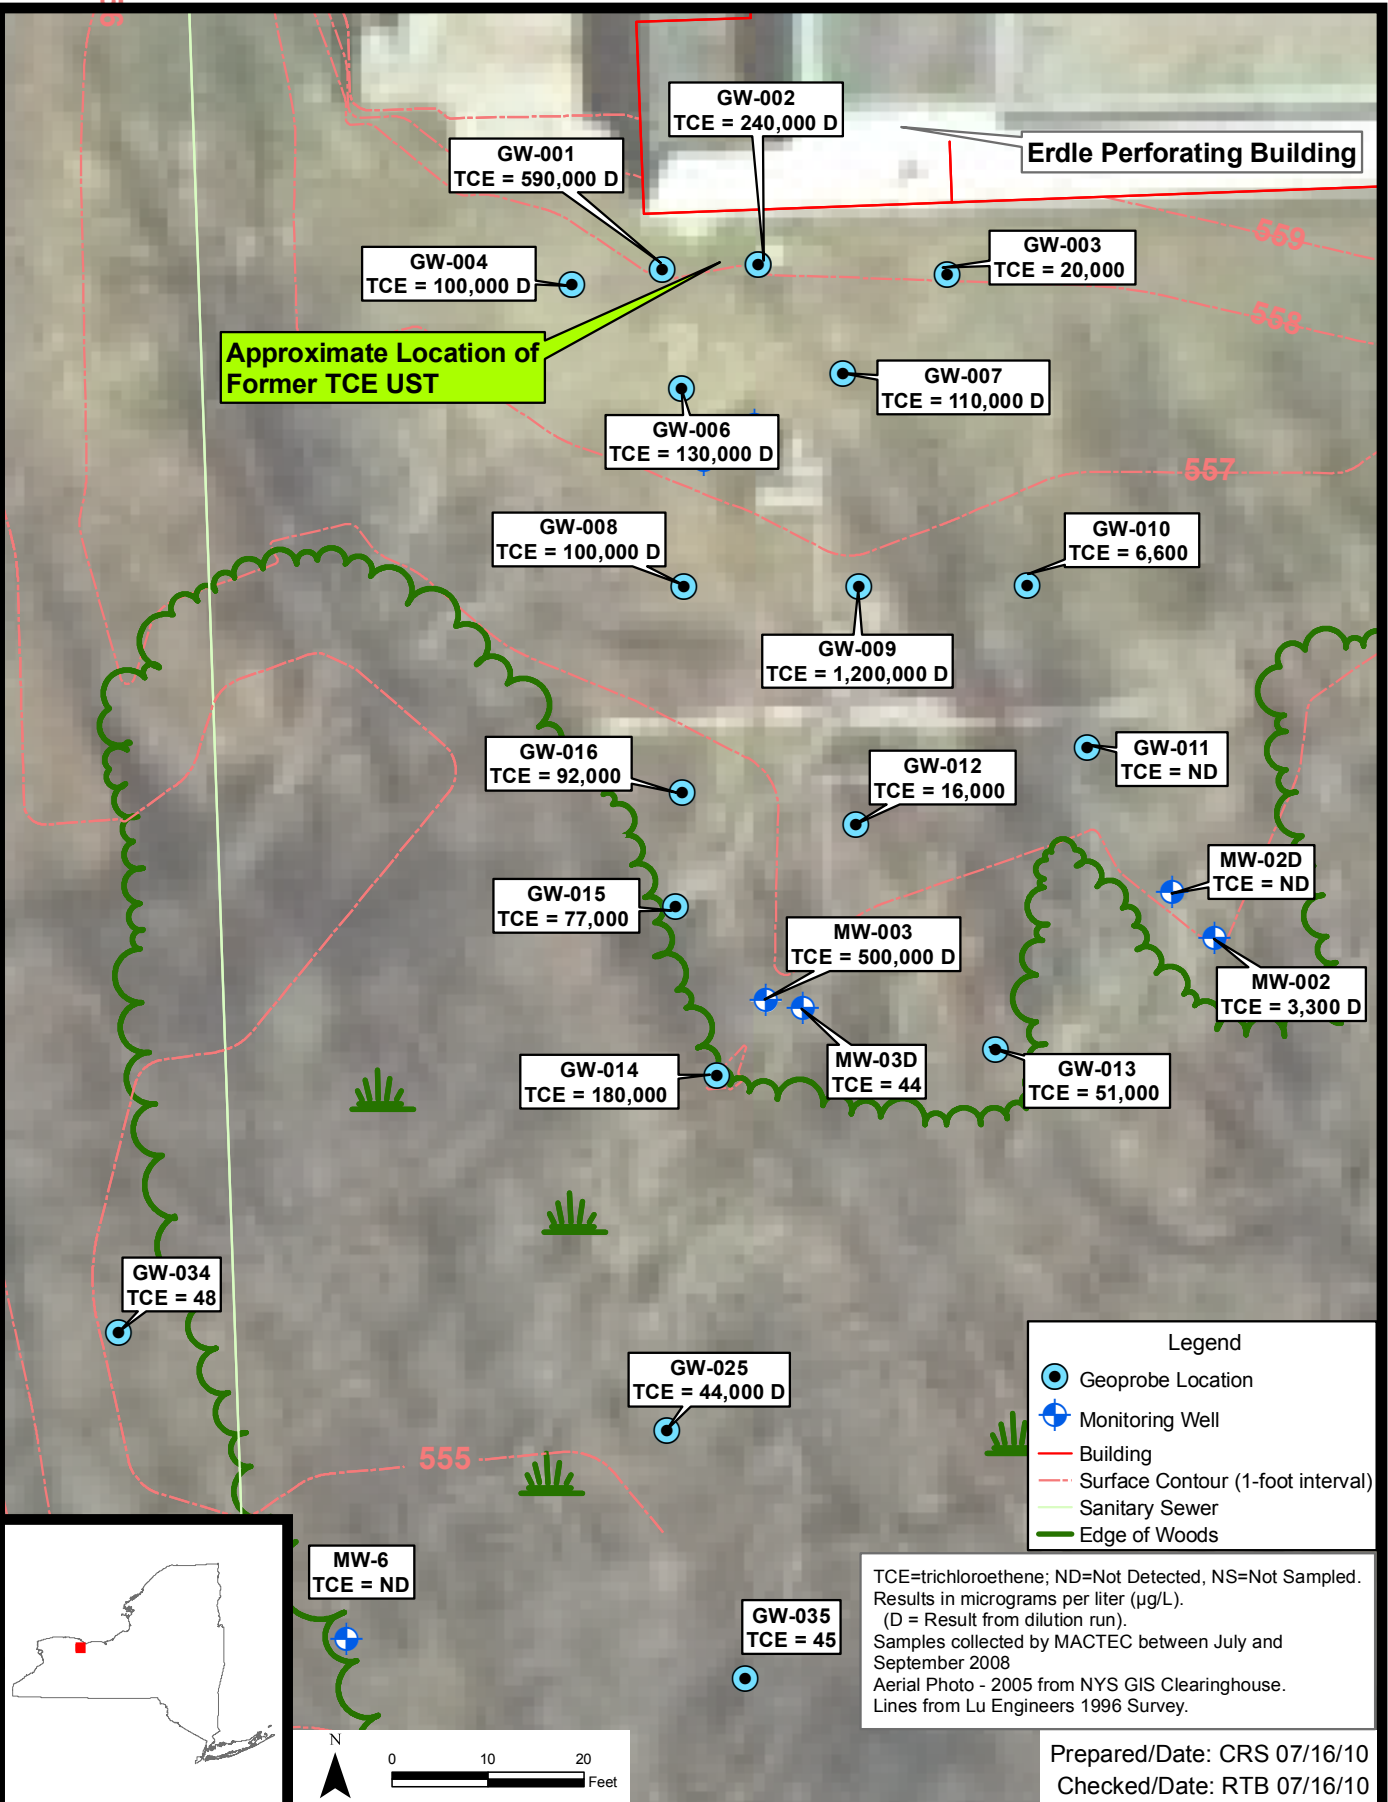 GW-002
TCE = 240,000 D
GW-001
TCE = 590,000 D
Erdle Perforating Building
GW-004
TCE = 100,000 D
GW-003
TCE = 20,000
559
558
Approximate Location of
Former TCE UST
GW-007
TCE = 110,000 D
GW-006
TCE = 130,000 D
557
GW-008
TCE = 100,000 D
GW-010
TCE = 6,600
GW-009
TCE = 1,200,000 D
GW-016
TCE = 92,000
GW-011
TCE = ND
GW-012
TCE = 16,000
MW-02D
TCE = ND
GW-015
TCE = 77,000
MW-003
TCE = 500,000 D
MW-002
TCE = 3,300 D
MW-03D
TCE = 44
GW-014
TCE = 180,000
GW-013
TCE = 51,000
GW-034
TCE = 48
GW-025
TCE = 44,000 D
555
Legend
Geoprobe Location
Monitoring Well
Building
Surface Contour (1-foot interval)
Sanitary Sewer
Edge of Woods
MW-6
TCE = ND
GW-035
TCE = 45
TCE=trichloroethene; ND=Not Detected, NS=Not Sampled.
Results in micrograms per liter (µg/L).
(D = Result from dilution run).
Samples collected by MACTEC between July and
September 2008
Aerial Photo - 2005 from NYS GIS Clearinghouse.
Lines from Lu Engineers 1996 Survey.
N
0 10 20
Feet
Prepared/Date: CRS 07/16/10
Checked/Date: RTB 07/16/10